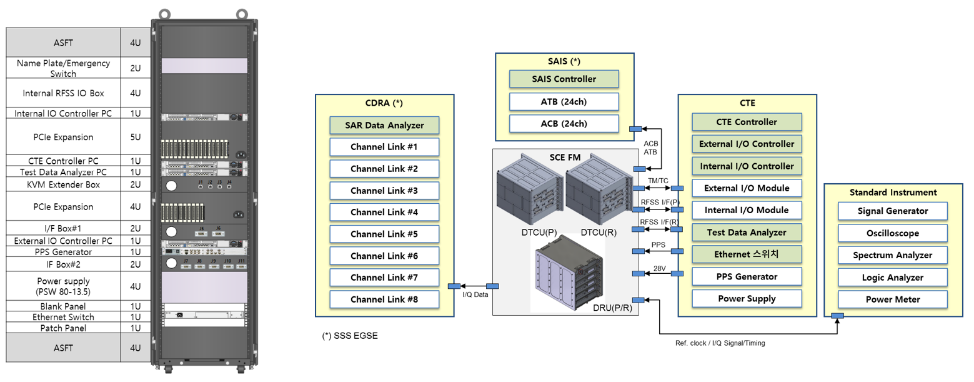 ASFT 4U
Name Plate/Emergency
Switch 2U
Internal RFSS IO Box 4U
Internal IO Controller PC 1U
PCIe Expansion 5U
CTE Controller PC 1U
Test Data Analyzer PC 1U
KVM Extender Box 2U
PCIe Expansion 4U
I/F Box#1 2U
External IO Controller PC 1U
PPS Generator 1U
IF Box#2 2U
Power supply
(PSW 80-13.5) 4U
Blank Panel 1U
Ethernet Switch 1U
Patch Panel 1U
ASFT 4U
CDRA (*)
SAR Data Analyzer
Channel Link #1
Channel Link #2
Channel Link #3
Channel Link #4
Channel Link #5
Channel Link #6
Channel Link #7
Channel Link #8
(*) SSS EGSE
I/Q Data
SAIS (*)
SAIS Controller
ATB (24ch)
ACB (24ch)
ACB
ATB
SCE FM
DTCU(P)
DTCU(R)
DRU(P/R)
TM/TC
RFSS I/F(P)
RFSS I/F(R)
PPS
28V
CTE
CTE Controller
External I/O Controller
Internal I/O Controller
External I/O Module
Internal I/O Module
Test Data Analyzer
Ethernet 스위치
PPS Generator
Power Supply
Ref. clock / I/Q Signal/Timing
Standard Instrument
Signal Generator
Oscilloscope
Spectrum Analyzer
Logic Analyzer
Power Meter